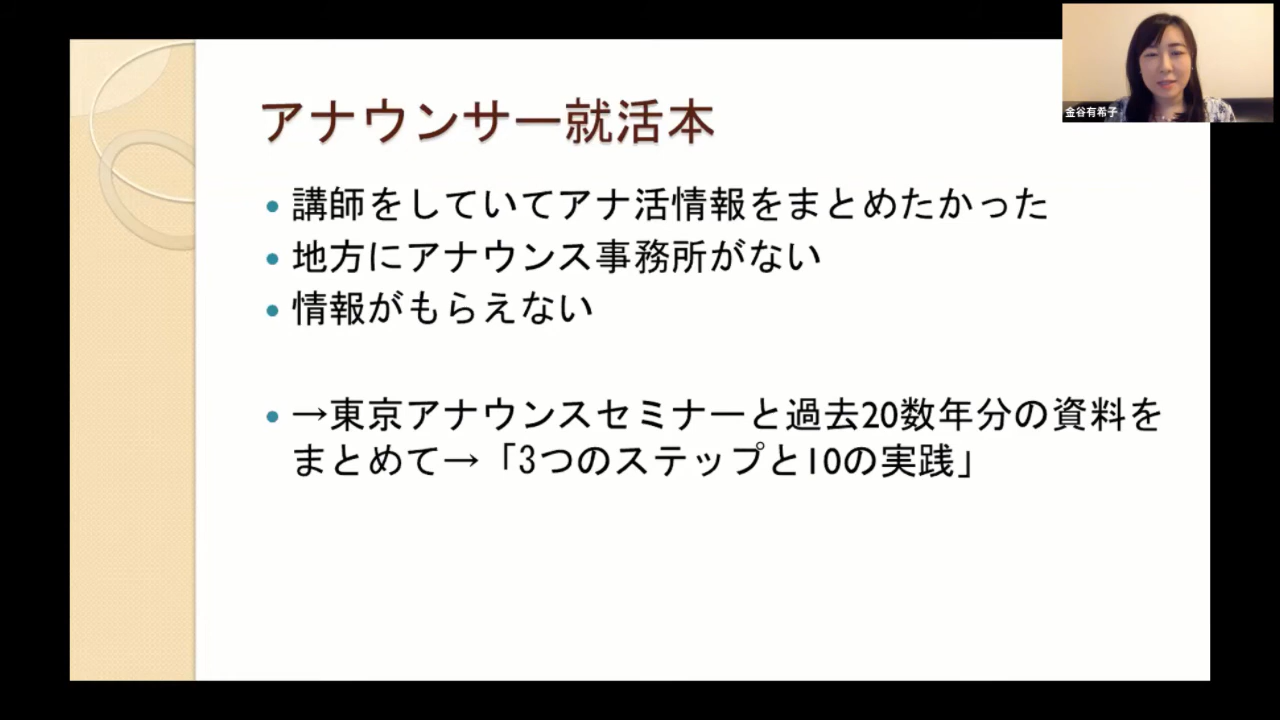 アナウンサー就活本
• 講師をしていてアナ活情報をまとめたかった
• 地方にアナウンス事務所がない
• 情報がもらえない
• →東京アナウンスセミナーと過去20数年分の資料を
まとめて→「3つのステップと10の実践」
金谷有希子